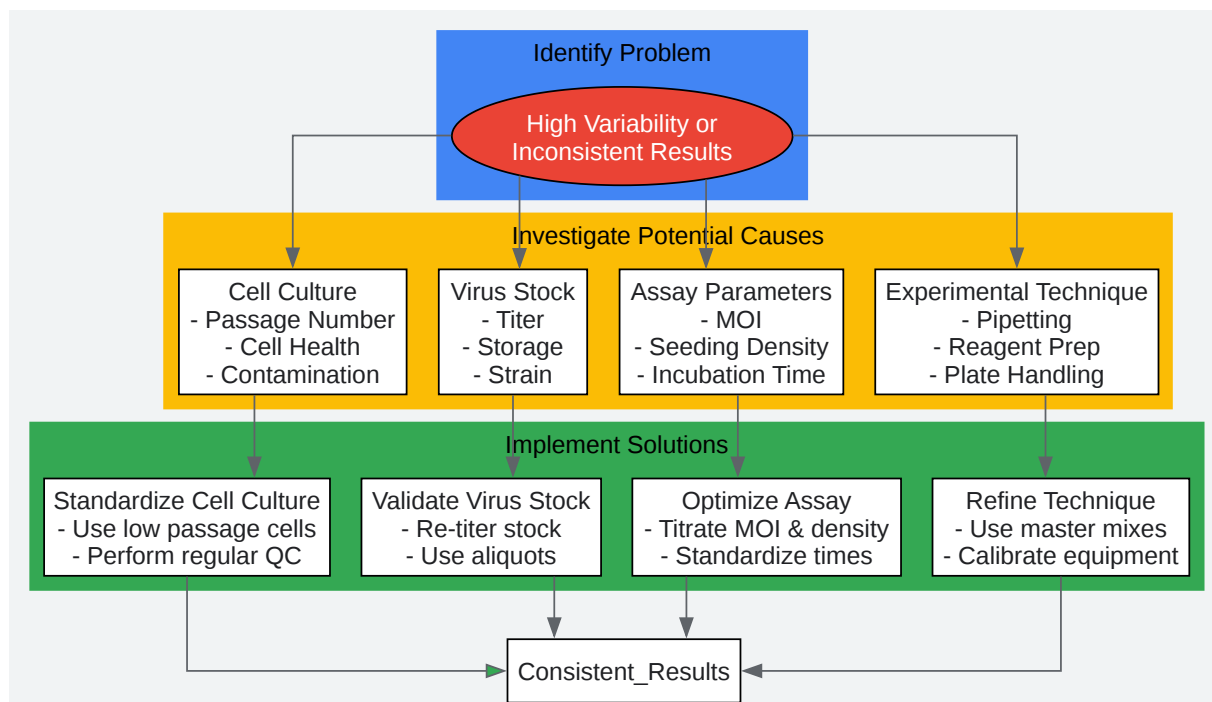 Identify Problem
High Variability or
Inconsistent Results
Investigate Potential Causes
Cell Culture
- Passage Number
- Cell Health
- Contamination
Virus Stock
- Titer
- Storage
- Strain
Assay Parameters
- MOI
- Seeding Density
- Incubation Time
Experimental Technique
- Pipetting
- Reagent Prep
- Plate Handling
Implement Solutions
Standardize Cell Culture
- Use low passage cells
- Perform regular QC
Validate Virus Stock
- Re-titer stock
- Use aliquots
Optimize Assay
- Titrate MOI & density
- Standardize times
Refine Technique
- Use master mixes
- Calibrate equipment
Consistent_Results